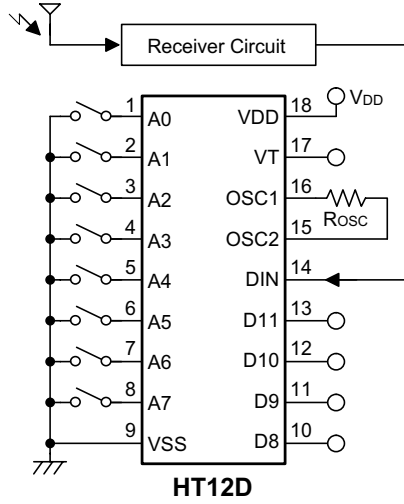 Receiver Circuit
1 A0 VDD 18 VDD
2 A1 VT 17
3 A2 OSC1 16
ROSC
4 A3 OSC2 15
5 A4 DIN 14
6 A5 D11 13
7 A6 D10 12
8 A7 D9 11
9 VSS D8 10
HT12D